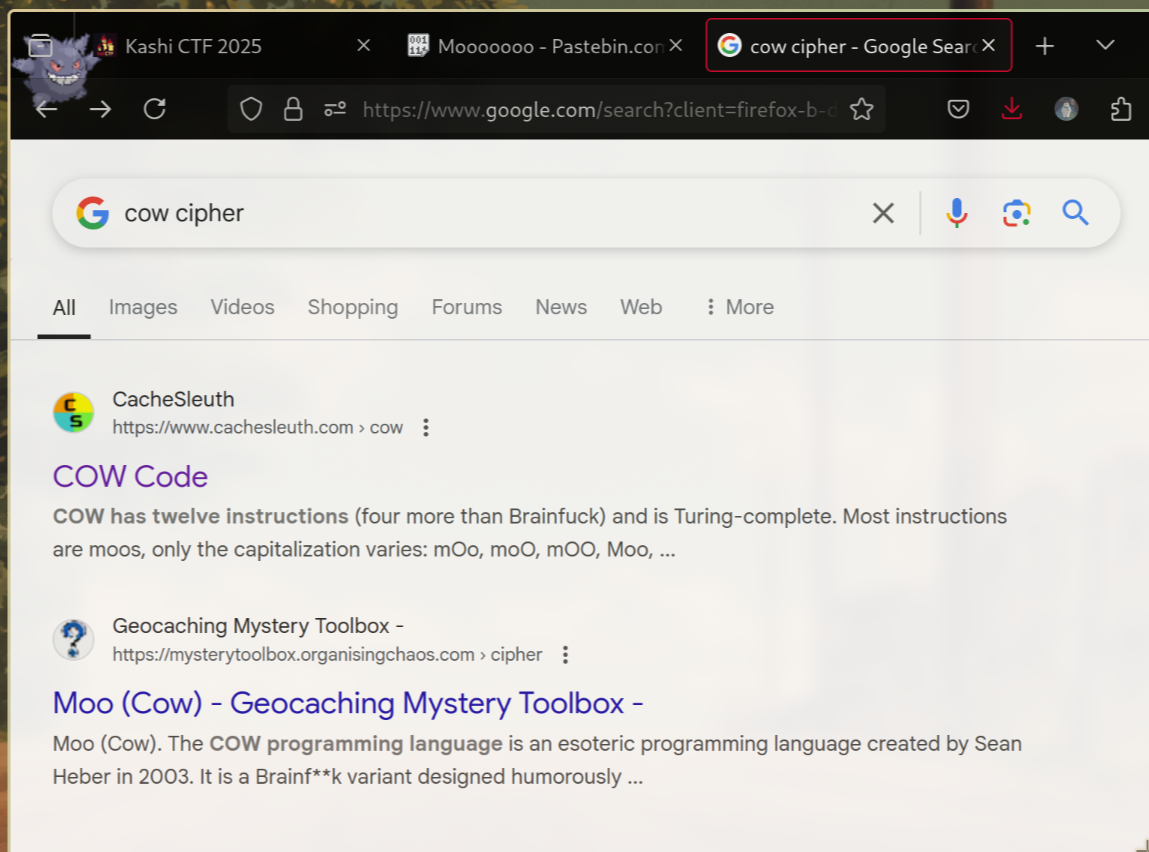 Kashi CTF 2025
Mooooooo - Pastebin.con
cow cipher - Google Sear
https://www.google.com/search?client=firefox-b-d
cow cipher
All Images Videos Shopping Forums News Web More
CacheSleuth
https://www.cachesleuth.com › cow
COW Code
COW has twelve instructions (four more than Brainfuck) and is Turing-complete. Most instructions
are moos, only the capitalization varies: mOo, moO, mOO, Moo, ...
Geocaching Mystery Toolbox -
https://mysterytoolbox.organisingchaos.com › cipher
Moo (Cow) - Geocaching Mystery Toolbox -
Moo (Cow). The COW programming language is an esoteric programming language created by Sean
Heber in 2003. It is a Brainf**k variant designed humorously ...